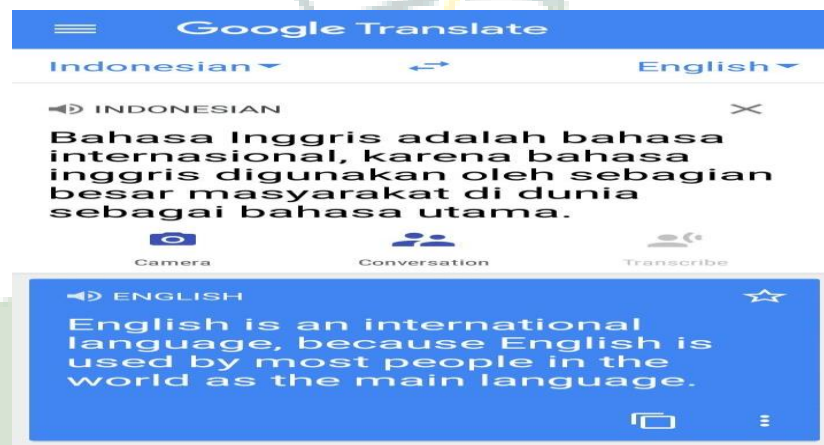 Google Translate
Indonesian English
INDONESIAN
Bahasa Inggris adalah bahasa
internasional, karena bahasa
inggris digunakan oleh sebagian
besar masyarakat di dunia
sebagai bahasa utama.
Camera Conversation Transcribe
ENGLISH
English is an international
language, because English is
used by most people in the
world as the main language.